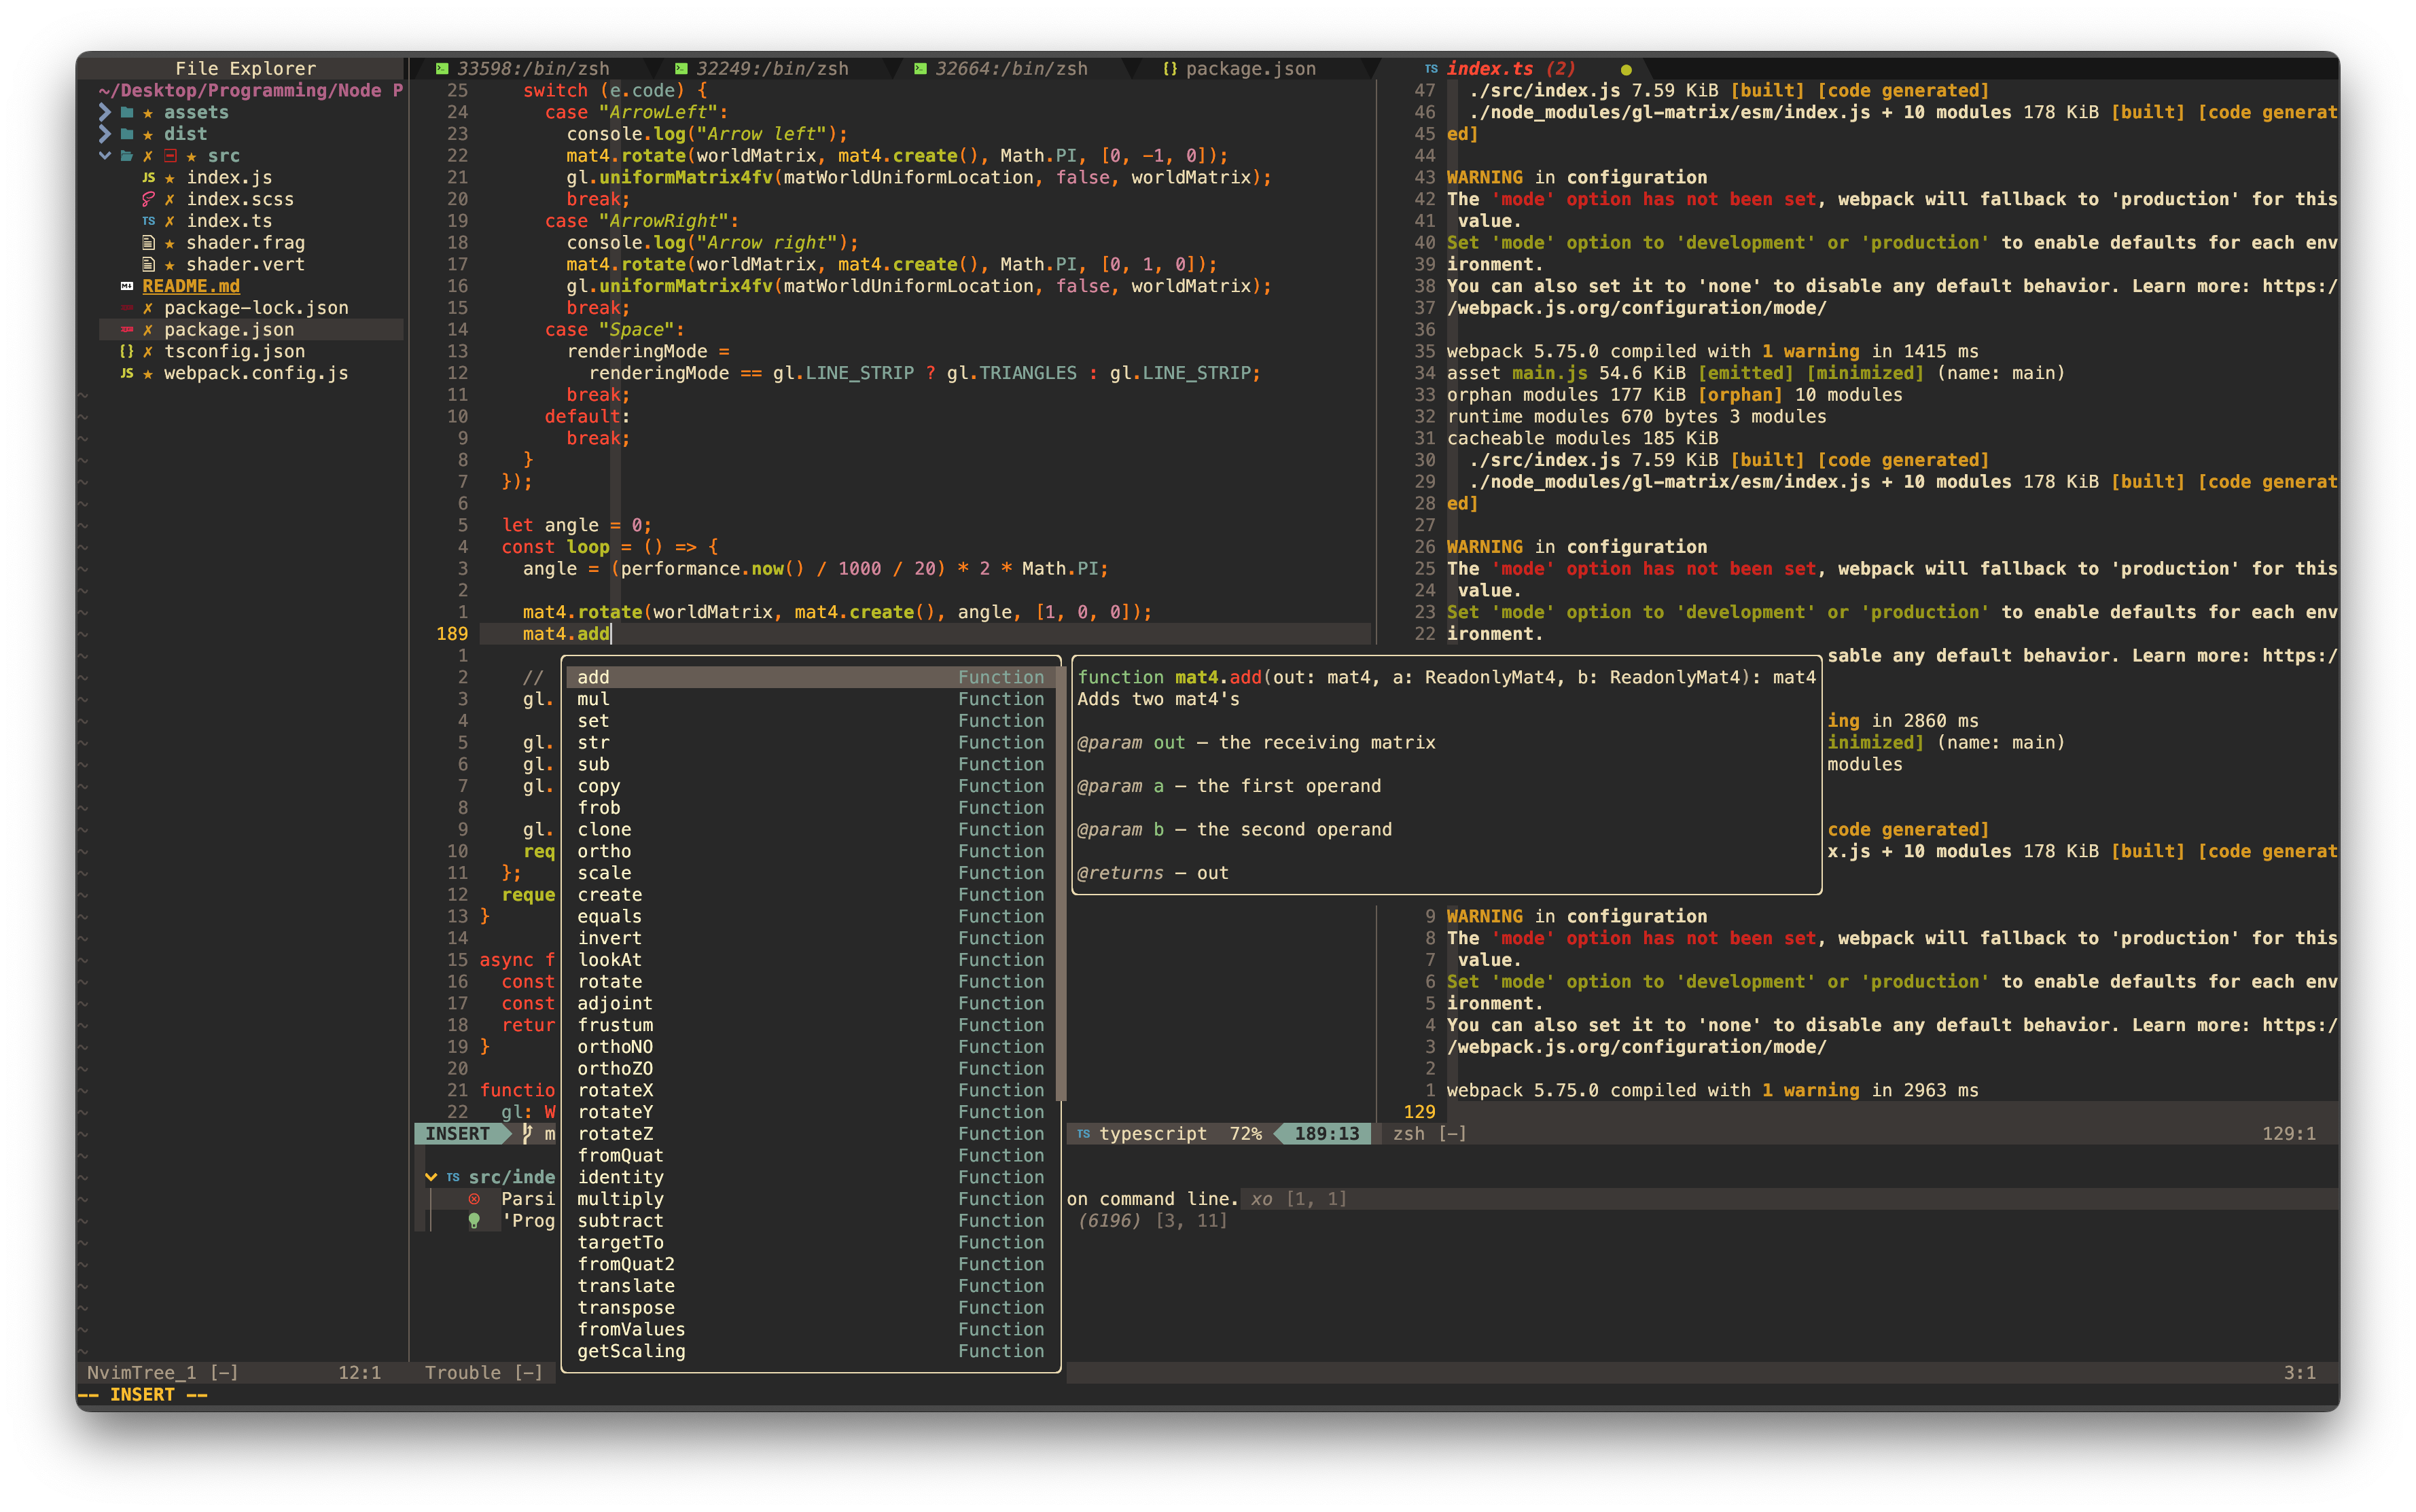 File Explorer
33598:/bin/zsh
32249:/bin/zsh
32664:/bin/zsh
{} package.json
TS index.ts (2)
~/Desktop/Programming/Node P
assets
dist
src
JS index.js
index.scss
TS index.ts
shader.frag
shader.vert
README.md
package-lock.json
package.json
{} tsconfig.json
JS webpack.config.js
NvimTree_1 [-] 12:1
25 switch (e.code) {
24 case "ArrowLeft":
23 console.log("Arrow left");
22 mat4.rotate(worldMatrix, mat4.create(), Math.PI, [0, -1, 0]);
21 gl.uniformMatrix4fv(matWorldUniformLocation, false, worldMatrix);
20 break;
19 case "ArrowRight":
18 console.log("Arrow right");
17 mat4.rotate(worldMatrix, mat4.create(), Math.PI, [0, 1, 0]);
16 gl.uniformMatrix4fv(matWorldUniformLocation, false, worldMatrix);
15 break;
14 case "Space":
13 renderingMode =
12 renderingMode == gl.LINE_STRIP ? gl.TRIANGLES : gl.LINE_STRIP;
11 break;
10 default:
9 break;
8 }
7 });
6
5 let angle = 0;
4 const loop = () => {
3 angle = (performance.now() / 1000 / 20) * 2 * Math.PI;
2
1 mat4.rotate(worldMatrix, mat4.create(), angle, [1, 0, 0]);
189 mat4.add
1
2 //
3 gl.
4
5 gl.
6 gl.
7 gl.
8
9 gl.
10 req
11 };
12 reque
13 }
14
15 async f
16 const
17 const
18 retur
19 }
20
21 functio
22 gl: W
add Function
mul Function
set Function
str Function
sub Function
copy Function
frob Function
clone Function
ortho Function
scale Function
create Function
equals Function
invert Function
lookAt Function
rotate Function
adjoint Function
frustum Function
orthoNO Function
orthoZO Function
rotateX Function
rotateY Function
rotateZ Function
fromQuat Function
identity Function
multiply Function
subtract Function
targetTo Function
fromQuat2 Function
translate Function
transpose Function
fromValues Function
getScaling Function
function mat4.add(out: mat4, a: ReadonlyMat4, b: ReadonlyMat4): mat4
Adds two mat4's
@param out — the receiving matrix
@param a — the first operand
@param b — the second operand
@returns — out
47 ./src/index.js 7.59 KiB [built] [code generated]
46 ./node_modules/gl-matrix/esm/index.js + 10 modules 178 KiB [built] [code generat
45 ed]
44
43 WARNING in configuration
42 The 'mode' option has not been set, webpack will fallback to 'production' for this
41 value.
40 Set 'mode' option to 'development' or 'production' to enable defaults for each env
39 ironment.
38 You can also set it to 'none' to disable any default behavior. Learn more: https:/
37 /webpack.js.org/configuration/mode/
36
35 webpack 5.75.0 compiled with 1 warning in 1415 ms
34 asset main.js 54.6 KiB [emitted] [minimized] (name: main)
33 orphan modules 177 KiB [orphan] 10 modules
32 runtime modules 670 bytes 3 modules
31 cacheable modules 185 KiB
30 ./src/index.js 7.59 KiB [built] [code generated]
29 ./node_modules/gl-matrix/esm/index.js + 10 modules 178 KiB [built] [code generat
28 ed]
27
26 WARNING in configuration
25 The 'mode' option has not been set, webpack will fallback to 'production' for this
24 value.
23 Set 'mode' option to 'development' or 'production' to enable defaults for each env
22 ironment.
sable any default behavior. Learn more: https:/
ing in 2860 ms
inimized] (name: main)
modules
code generated]
x.js + 10 modules 178 KiB [built] [code generat
9 WARNING in configuration
8 The 'mode' option has not been set, webpack will fallback to 'production' for this
7 value.
6 Set 'mode' option to 'development' or 'production' to enable defaults for each env
5 ironment.
4 You can also set it to 'none' to disable any default behavior. Learn more: https:/
3 /webpack.js.org/configuration/mode/
2
1 webpack 5.75.0 compiled with 1 warning in 2963 ms
129
INSERT m
TS typescript 72% 189:13
zsh [-] 129:1
TS src/inde
Parsi
on command line. xo [1, 1]
'Prog
(6196) [3, 11]
Trouble [-] 3:1
-- INSERT --